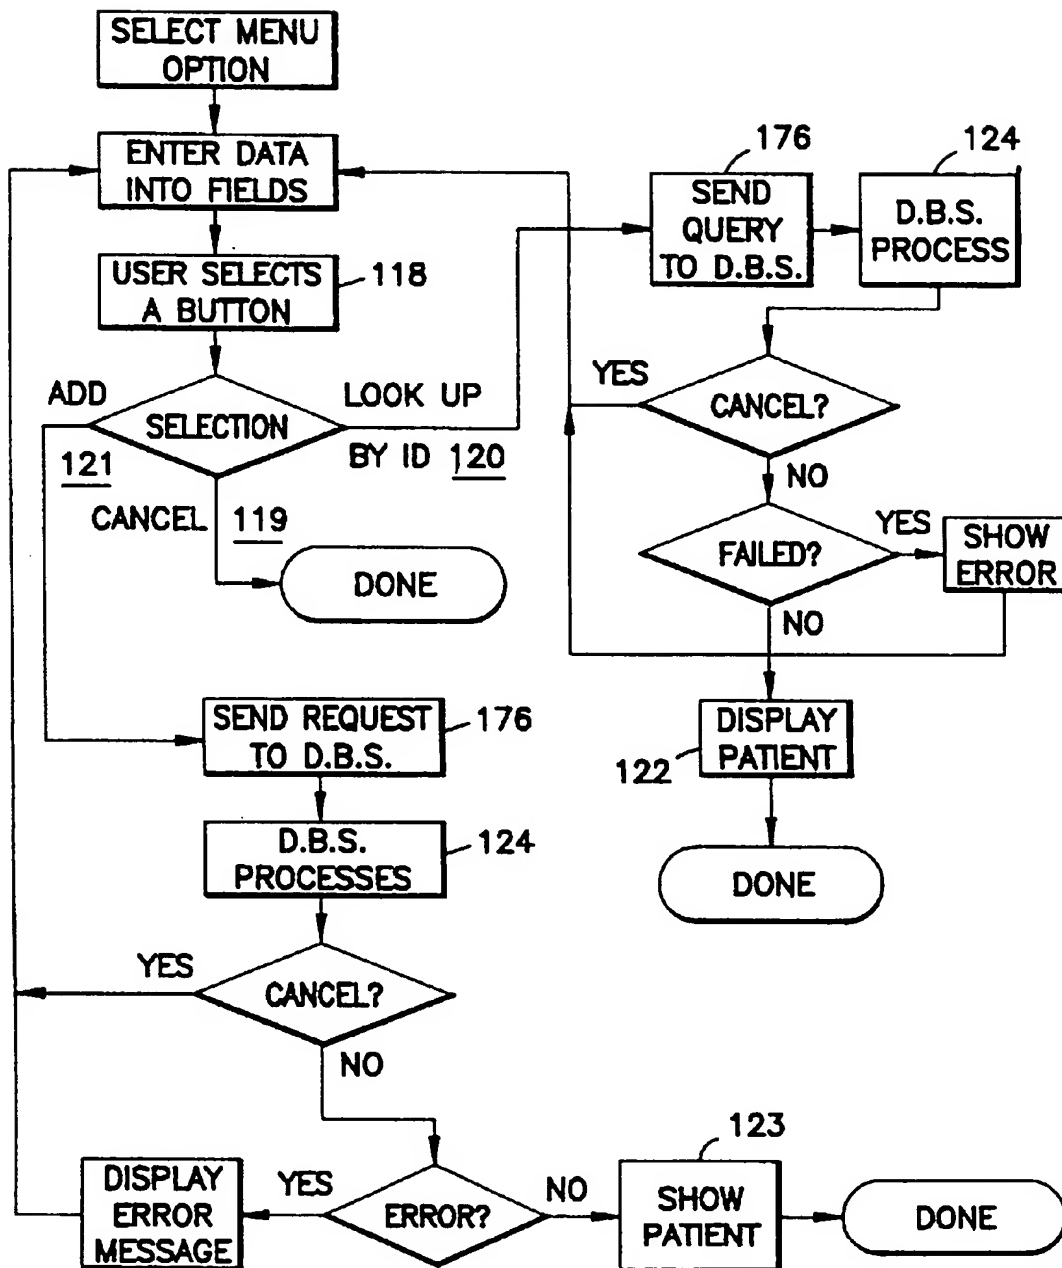 SELECT MENU
OPTION
ENTER DATA
INTO FIELDS
USER SELECTS
A BUTTON
118
ADD
SELECTION
LOOK UP
BY ID 120
121
CANCEL 119
DONE
176
SEND
QUERY
TO D.B.S.
124
D.B.S.
PROCESS
YES
CANCEL?
NO
FAILED?
YES
SHOW
ERROR
NO
DISPLAY
PATIENT
122
DONE
SEND REQUEST
TO D.B.S.
176
D.B.S.
PROCESSES
124
YES
CANCEL?
NO
DISPLAY
ERROR
MESSAGE
YES
ERROR?
NO
123
SHOW
PATIENT
DONE